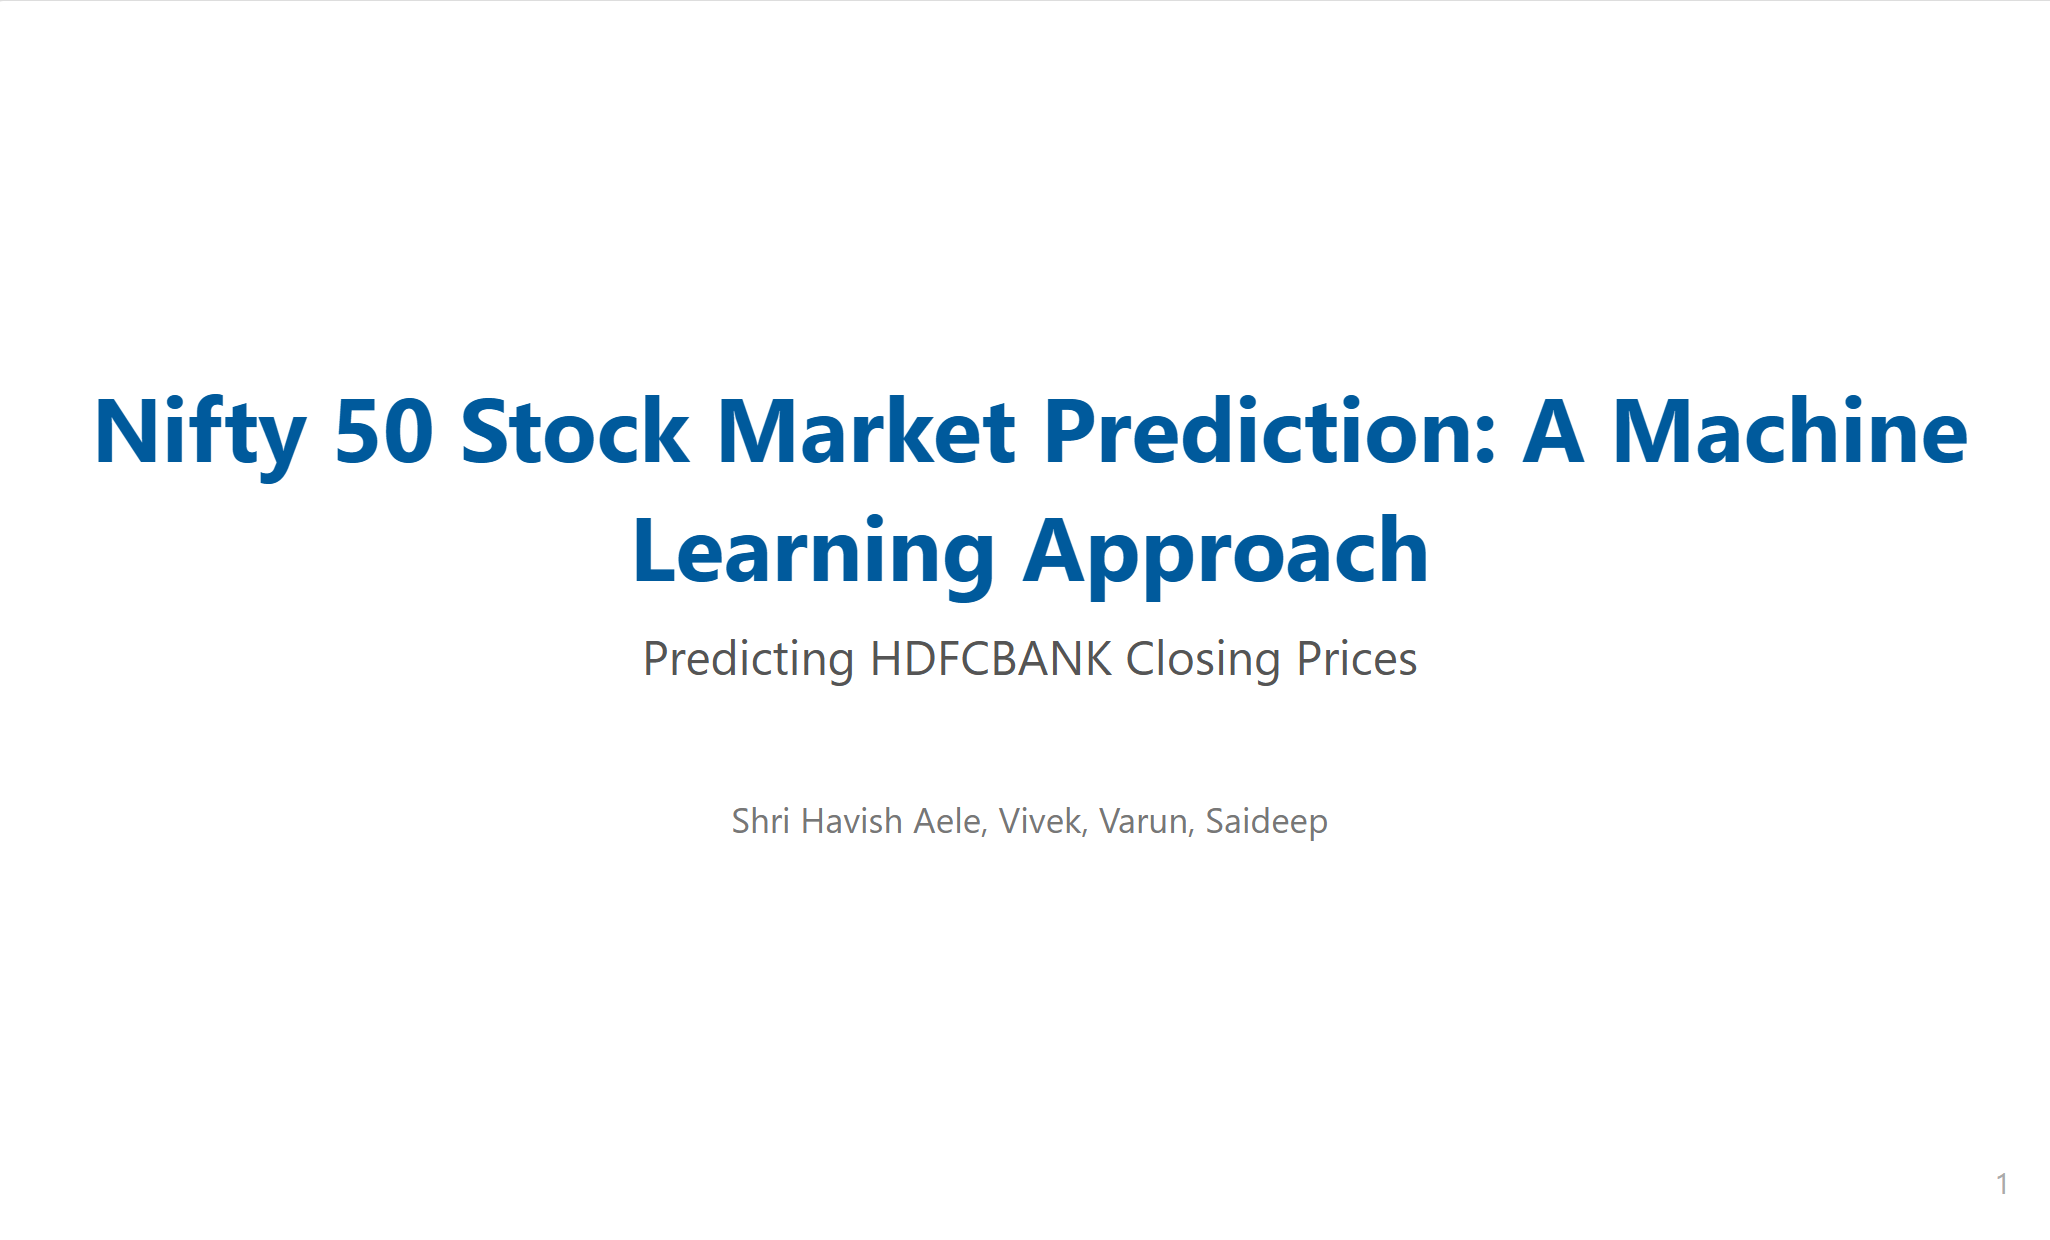 Nifty 50 Stock Market Prediction: A Machine
Learning Approach
Predicting HDFCBANK Closing Prices
Shri Havish Aele, Vivek, Varun, Saideep
1